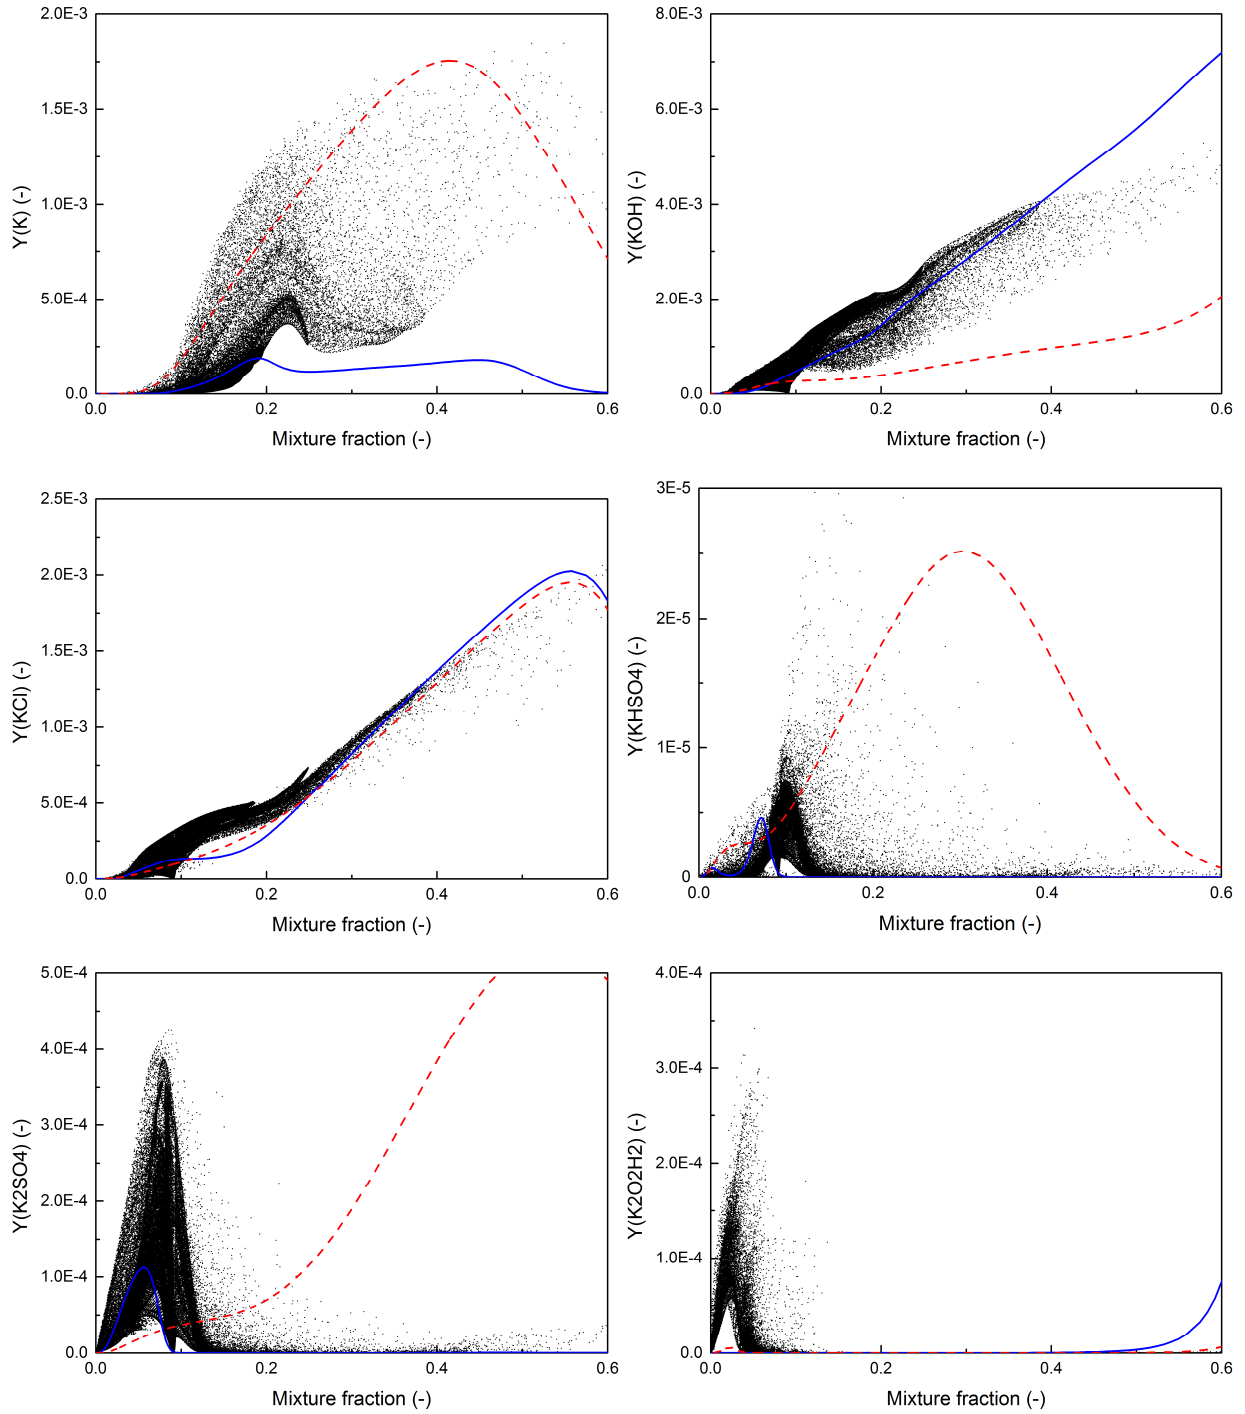 2.0E-3
1.5E-3
1.0E-3
5.0E-4
0.0
Y(K) (-)
0.0 0.2 0.4 0.6
Mixture fraction (-)
8.0E-3
6.0E-3
4.0E-3
2.0E-3
0.0
Y(KOH) (-)
0.0 0.2 0.4 0.6
Mixture fraction (-)
2.5E-3
2.0E-3
1.5E-3
1.0E-3
5.0E-4
0.0
Y(KCl) (-)
0.0 0.2 0.4 0.6
Mixture fraction (-)
3E-5
2E-5
1E-5
0
Y(KHSO4) (-)
0.0 0.2 0.4 0.6
Mixture fraction (-)
5.0E-4
4.0E-4
3.0E-4
2.0E-4
1.0E-4
0.0
Y(K2SO4) (-)
0.0 0.2 0.4 0.6
Mixture fraction (-)
4.0E-4
3.0E-4
2.0E-4
1.0E-4
0.0
Y(K2O2H2) (-)
0.0 0.2 0.4 0.6
Mixture fraction (-)